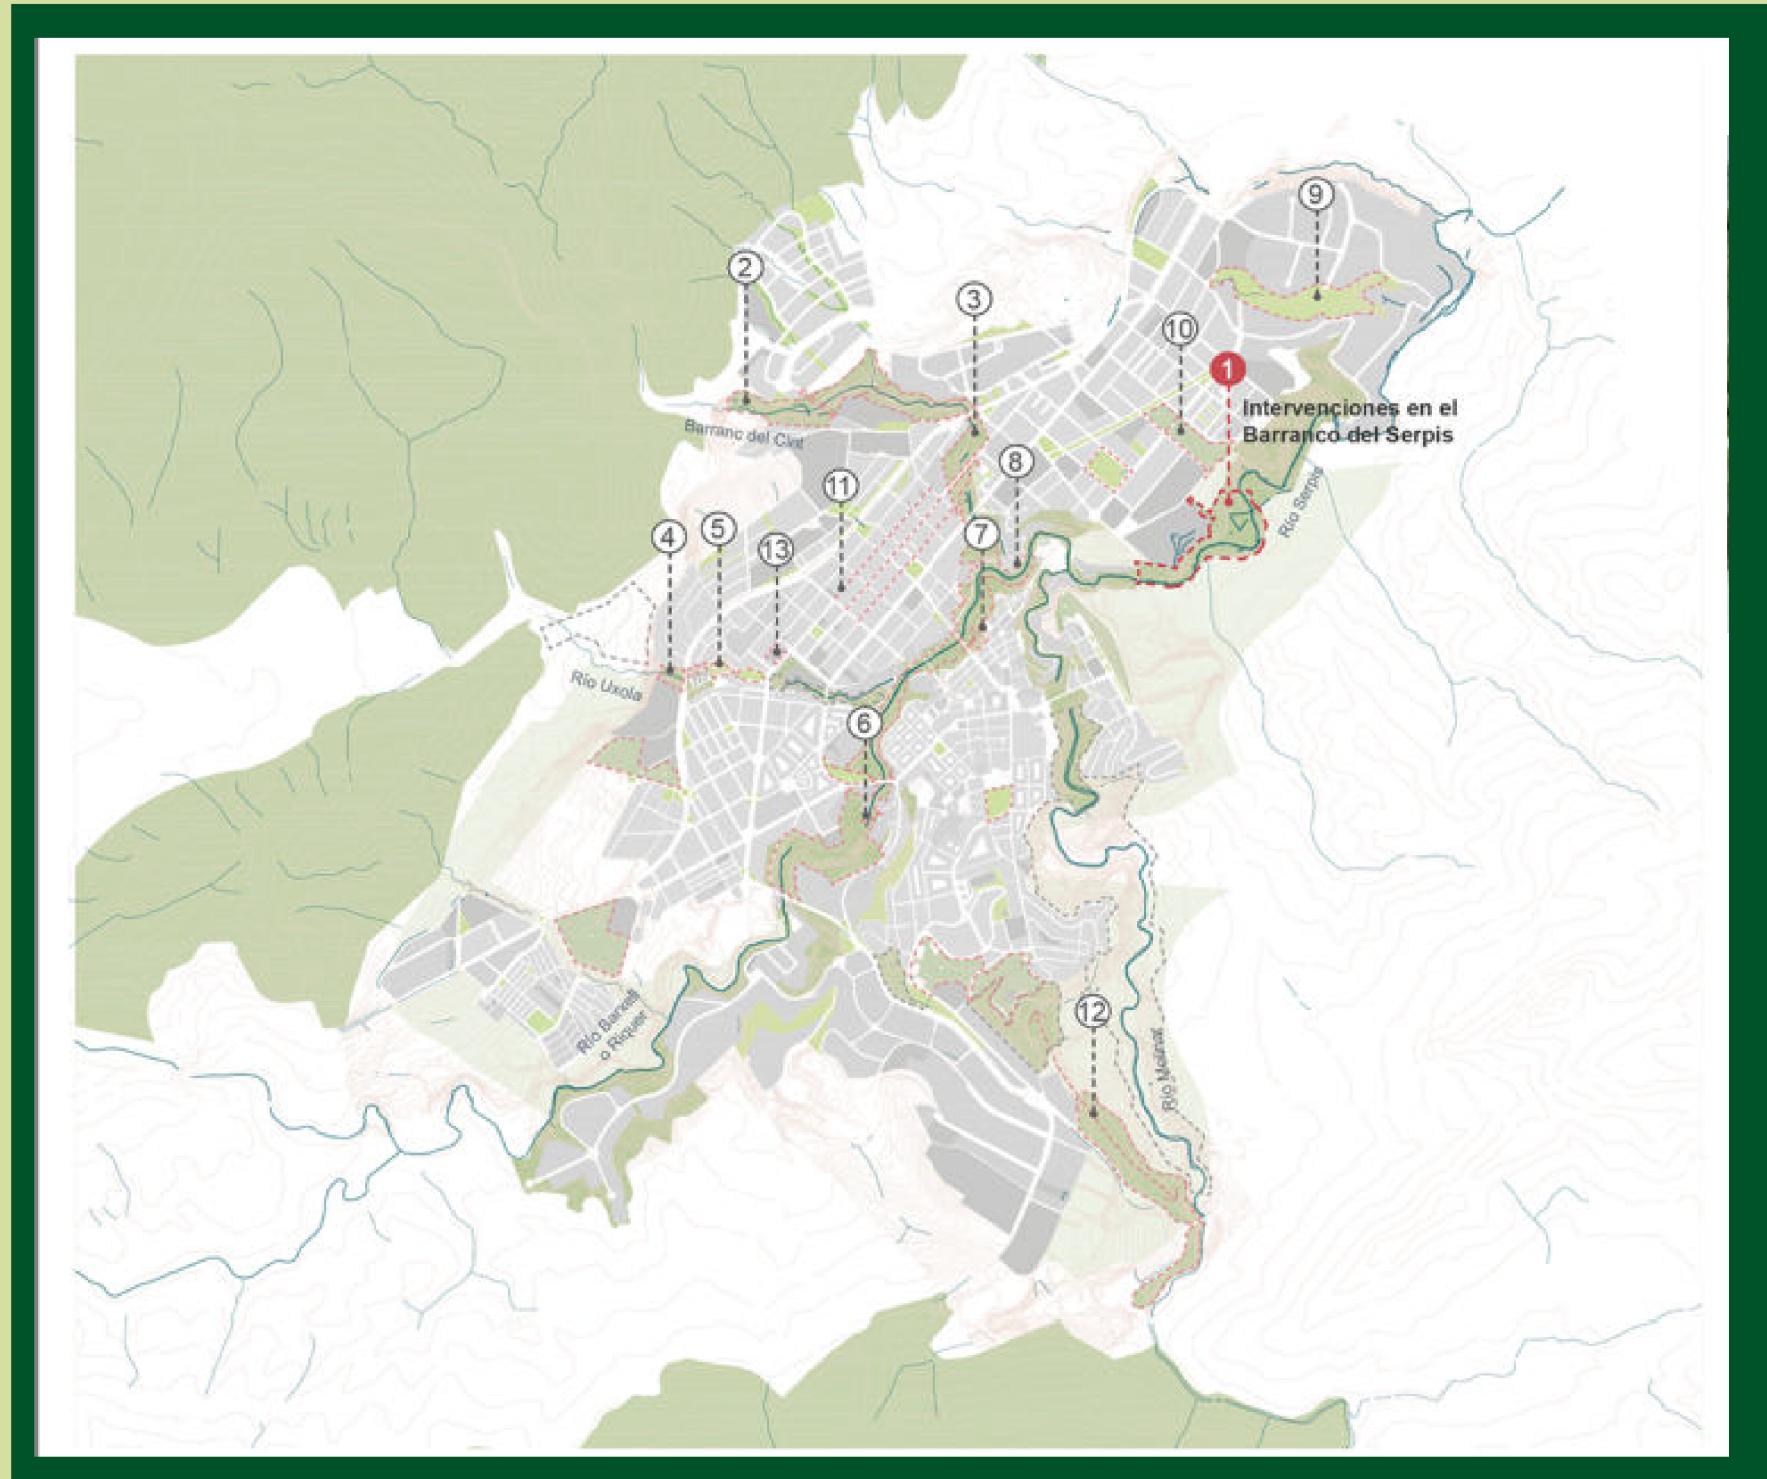 9
2
3
10
1
Intervenciones en el
Barranco del Serpis
Barranc del Cint
8
11
Río Serpis
4
5
13
7
Río Uxola
6
12
Río Barxell
o Riquer
Río Molinar